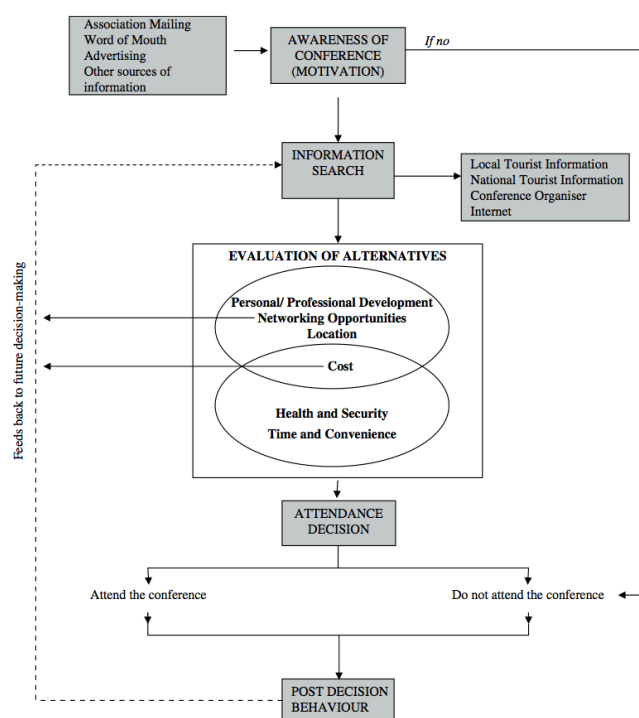 Association Mailing
Word of Mouth
Advertising
Other sources of
information
AWARENESS OF
CONFERENCE
(MOTIVATION)
If no
INFORMATION
SEARCH
Local Tourist Information
National Tourist Information
Conference Organiser
Internet
EVALUATION OF ALTERNATIVES
Personal/ Professional Development
Networking Opportunities
Location
Cost
Health and Security
Time and Convenience
Feeds back to future decision-making
ATTENDANCE
DECISION
Attend the conference
Do not attend the conference
POST DECISION
BEHAVIOUR